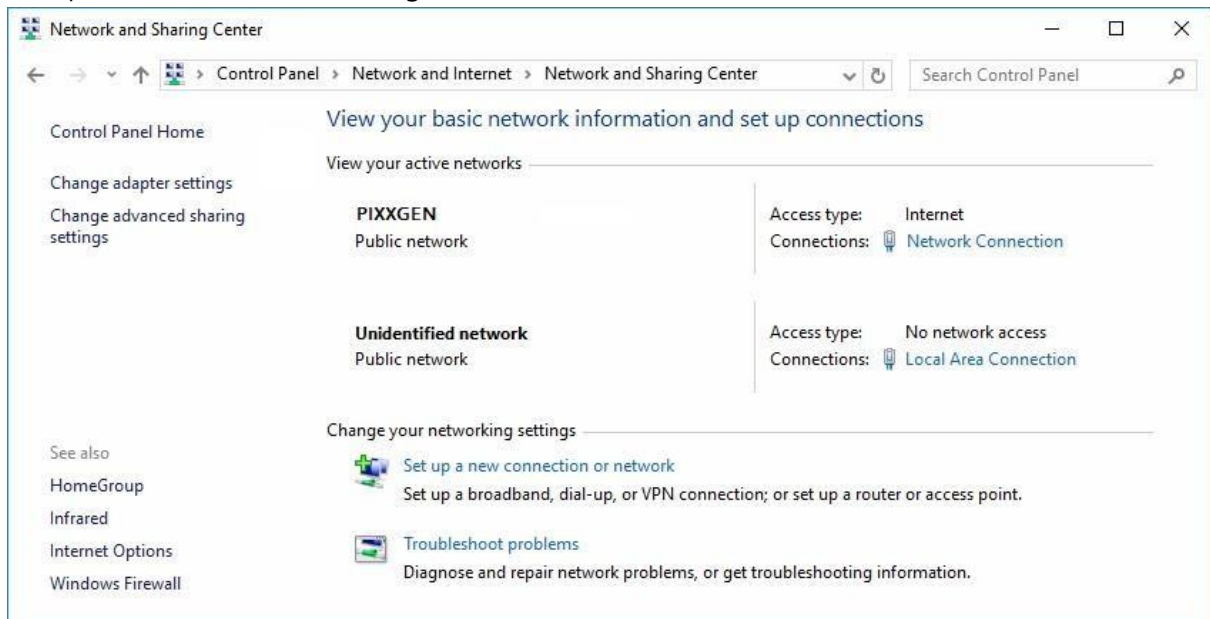 Network and Sharing Center
Control Panel > Network and Internet > Network and Sharing Center
Search Control Panel
Control Panel Home
Change adapter settings
Change advanced sharing
settings
See also
HomeGroup
Infrared
Internet Options
Windows Firewall
View your basic network information and set up connections
View your active networks
PIXXGEN
Public network
Access type: Internet
Connections: Network Connection
Unidentified network
Public network
Access type: No network access
Connections: Local Area Connection
Change your networking settings
Set up a new connection or network
Set up a broadband, dial-up, or VPN connection; or set up a router or access point.
Troubleshoot problems
Diagnose and repair network problems, or get troubleshooting information.